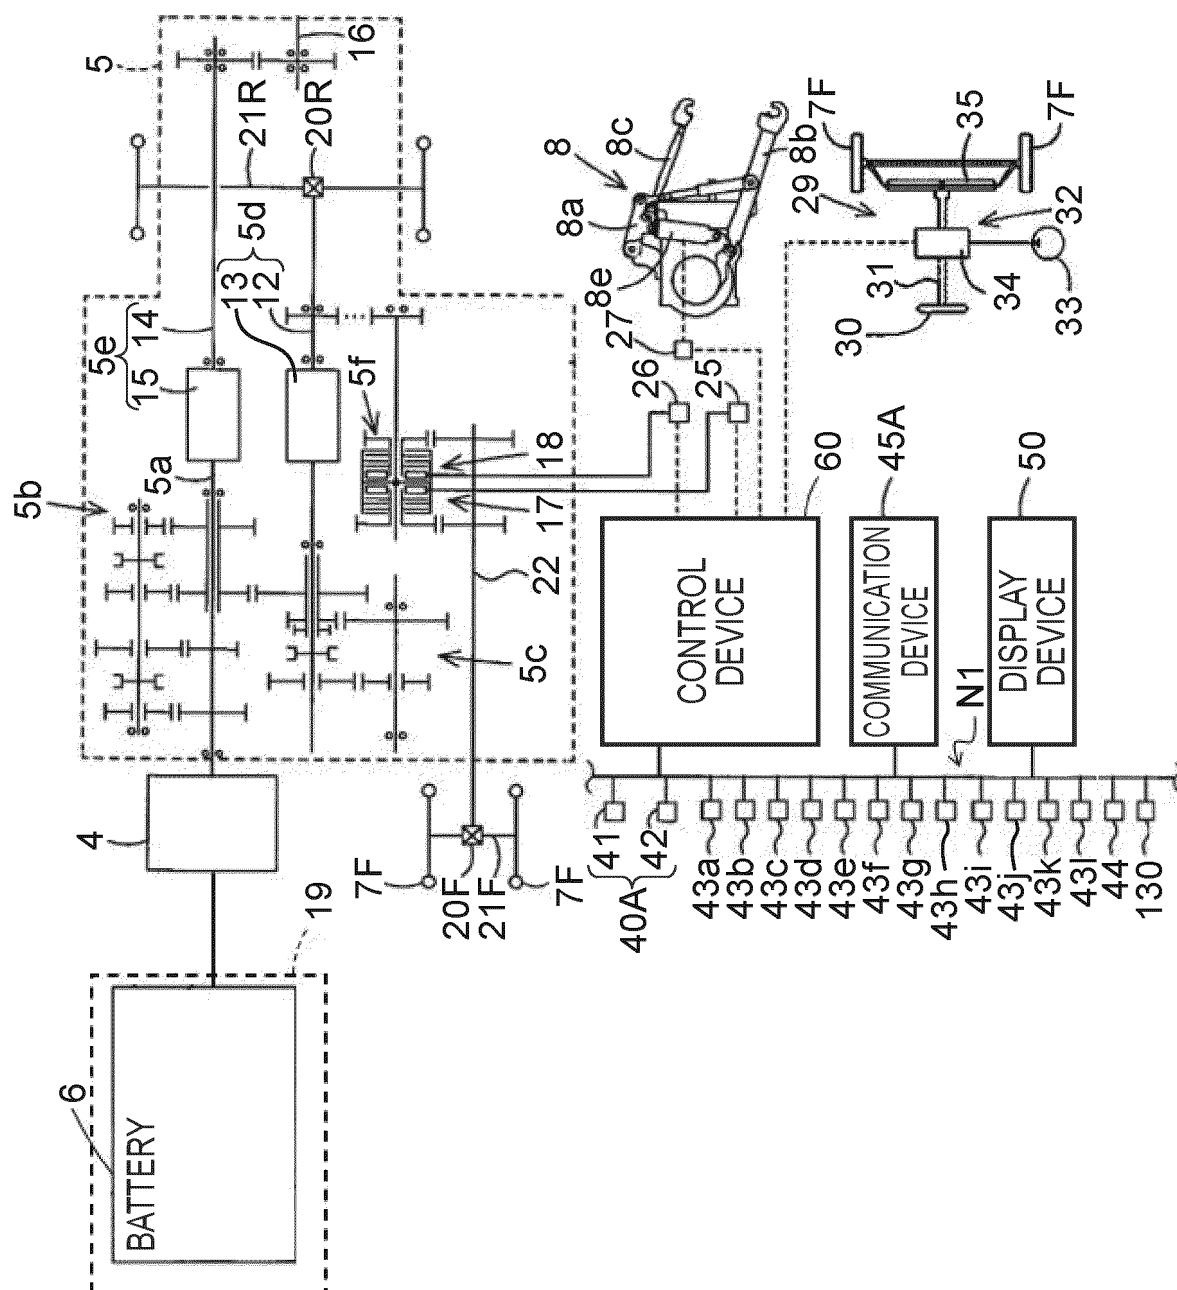 5
16
21R
20R
5d
13
12
5e
14
15
5a
5b
5f
18
17
22
5c
4
6
BATTERY
19
7F
20F
21F
7F
8
8c
8a
8b
8e
27
26
25
29
7F
35
7F
32
31
34
30
33
60
CONTROL
DEVICE
45A
COMMUNICATION
DEVICE
50
DISPLAY
DEVICE
N1
41
42
40A
43a
43b
43c
43d
43e
43f
43g
43h
43i
43j
43k
43l
44
130